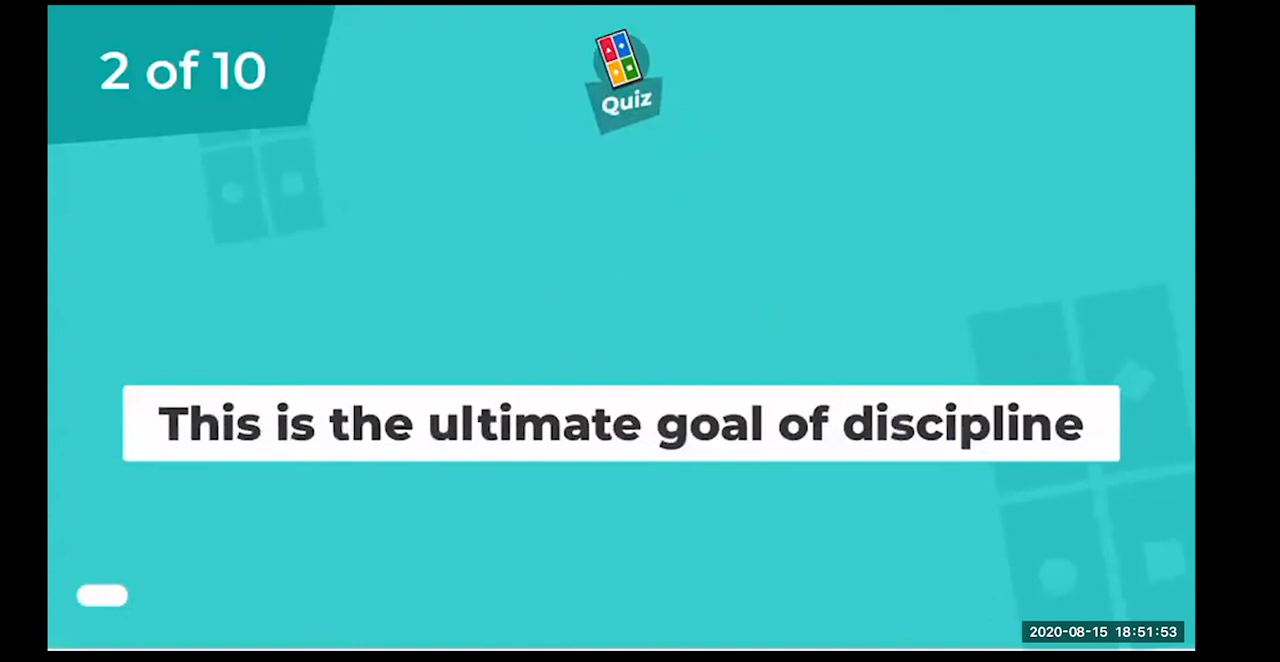 2 of 10
Quiz
This is the ultimate goal of discipline
2020-08-15 18:51:53